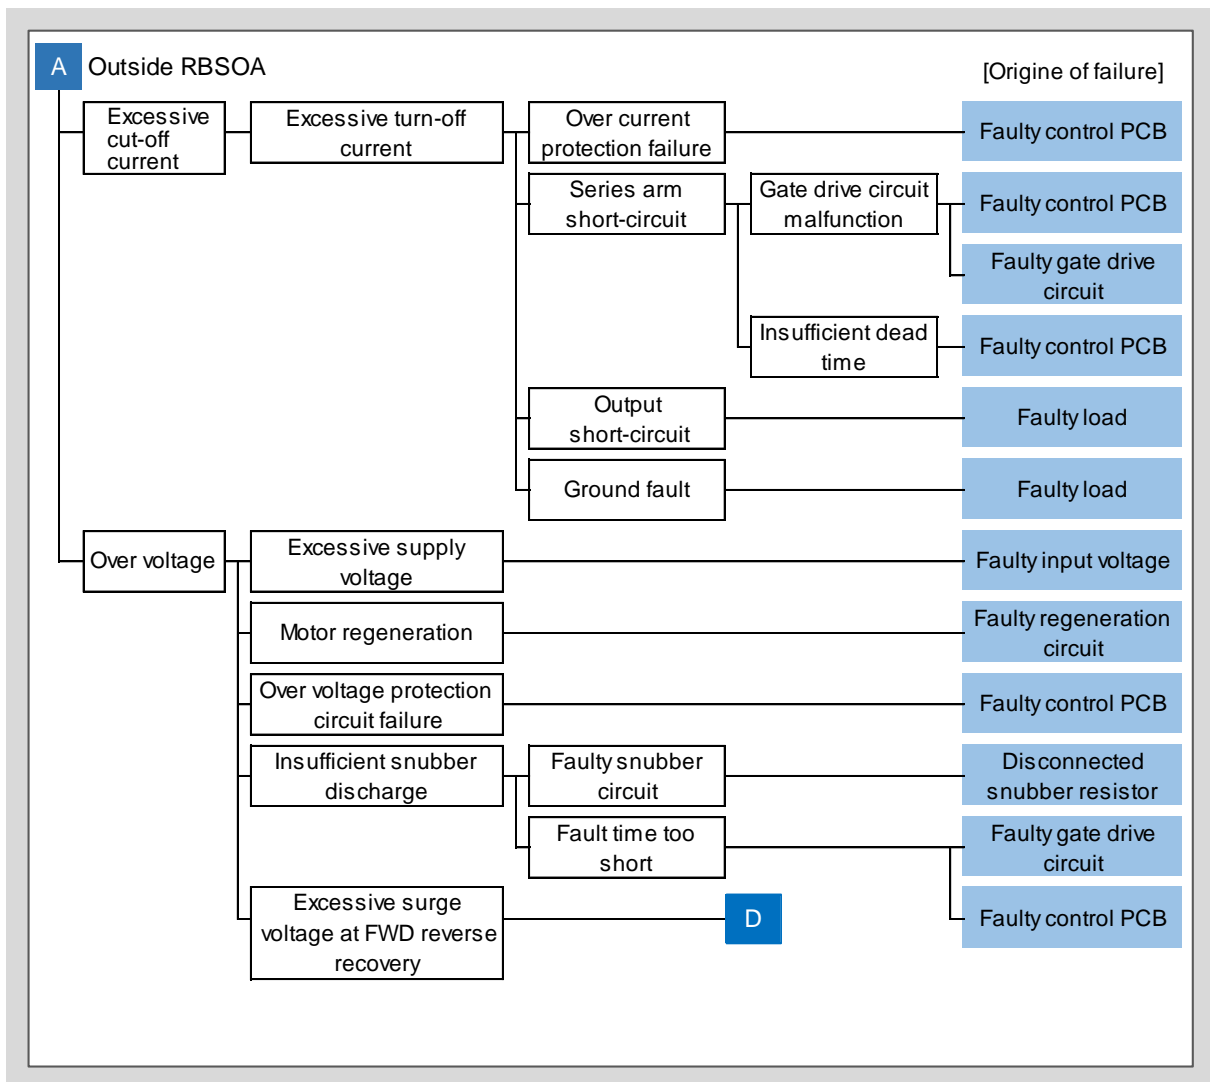 A
Outside RBSOA
[Origine of failure]
Excessive
cut-off
current
Excessive turn-off
current
Over current
protection failure
Faulty control PCB
Series arm
short-circuit
Gate drive circuit
malfunction
Faulty control PCB
Faulty gate drive
circuit
Insufficient dead
time
Faulty control PCB
Output
short-circuit
Faulty load
Ground fault
Faulty load
Over voltage
Excessive supply
voltage
Faulty input voltage
Motor regeneration
Faulty regeneration
circuit
Over voltage protection
circuit failure
Faulty control PCB
Insufficient snubber
discharge
Faulty snubber
circuit
Disconnected
snubber resistor
Fault time too
short
Faulty gate drive
circuit
Excessive surge
voltage at FWD reverse
recovery
D
Faulty control PCB